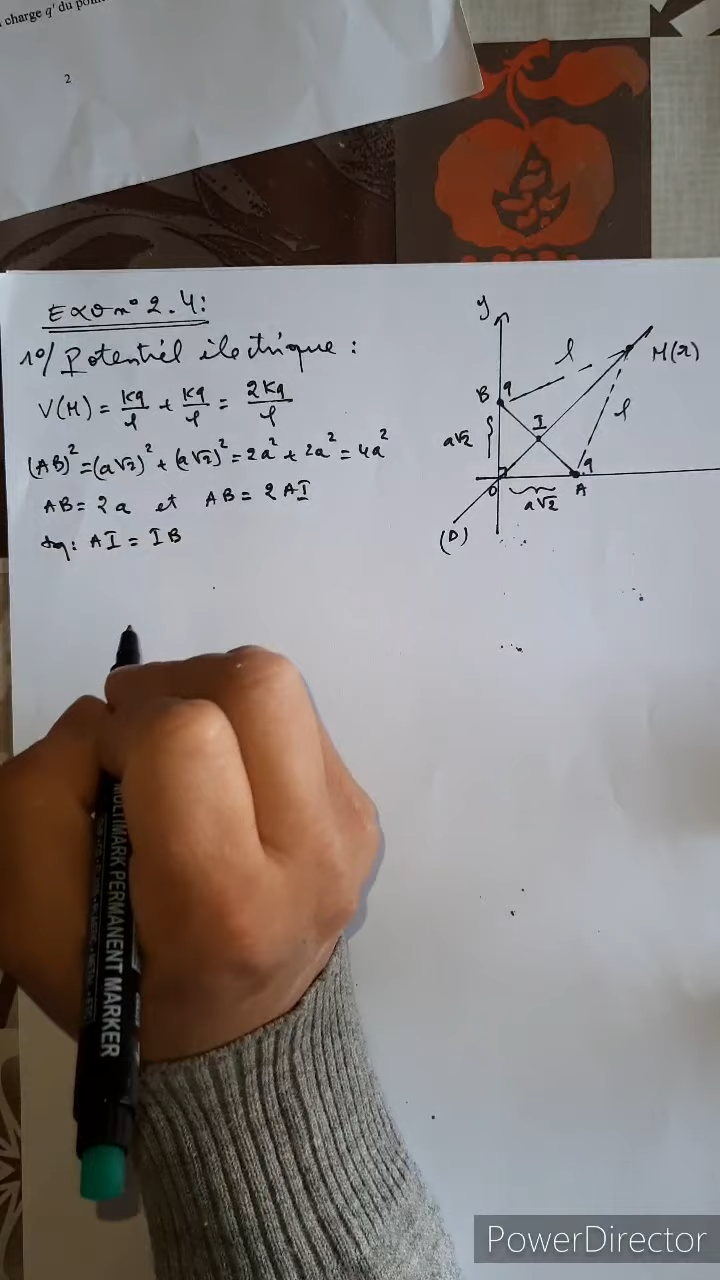 charge q' du point
2
Exo n° 2.4:
1°/ Potentiel électrique :
V(M) = kq/l + kq/l = 2kq/l
(AB)² = (a√2)² + (a√2)² = 2a² + 2a² = 4a²
AB = 2a et AB = 2AI
dq: AI = IB
y
l
M(x)
B q
l
I
a√2
q
O
A
a√2
(D)
MULTIMARK PERMANENT MARKER
PowerDirector